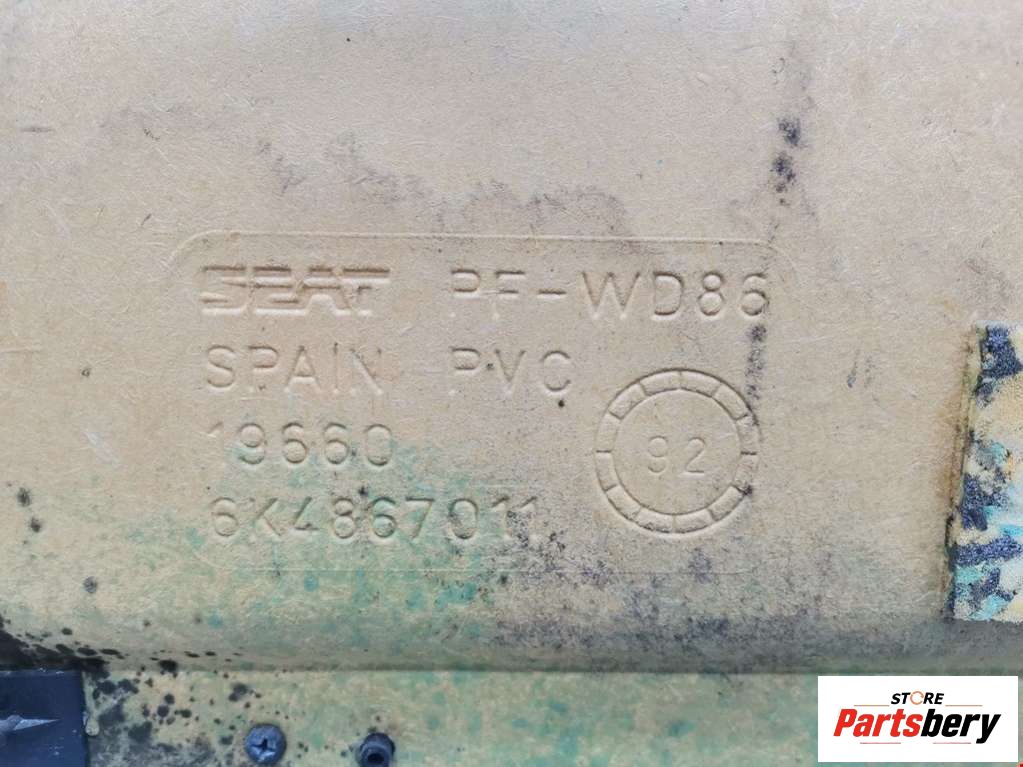 SEAT PF-WD86
SPAIN PVC
19660
92
6K4867011
STORE
Partsbery